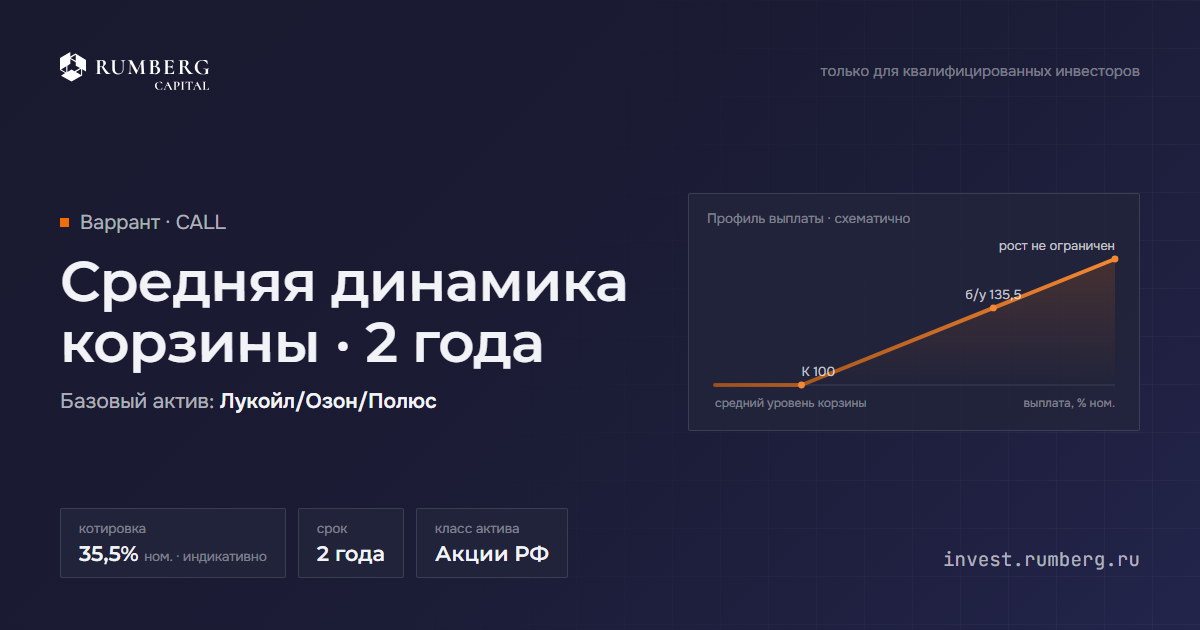 RUMBERG
CAPITAL
только для квалифицированных инвесторов
Варрант · CALL
Средняя динамика
корзины · 2 года
Базовый актив: Лукойл/Озон/Полюс
Профиль выплаты · схематично
рост не ограничен
б/у 135,5
К 100
средний уровень корзины
выплата, % ном.
котировка
35,5% ном. · индикативно
срок
2 года
класс актива
Акции РФ
invest.rumberg.ru